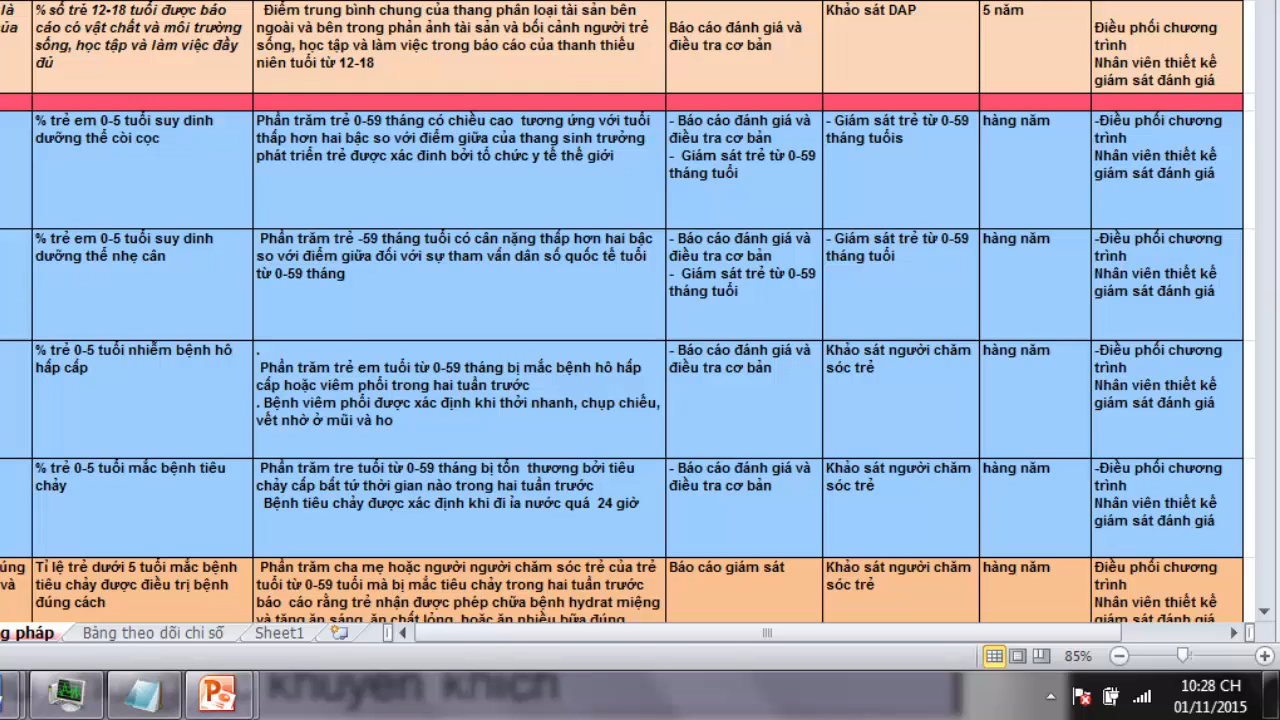 là
ủa
% số trẻ 12-18 tuổi được báo
cáo có vật chất và môi trường
sống, học tập và làm việc đầy
đủ
Điểm trung bình chung của thang phân loại tài sản bên
ngoài và bên trong phản ảnh tài sản và bối cảnh người trẻ
sống, học tập và làm việc trong báo cáo của thanh thiếu
niên tuổi từ 12-18
Báo cáo đánh giá và
điều tra cơ bản
Khảo sát DAP
5 năm
Điều phối chương
trình
Nhân viên thiết kế
giám sát đánh giá
% trẻ em 0-5 tuổi suy dinh
dưỡng thể còi cọc
Phần trăm trẻ 0-59 tháng có chiều cao tương ứng với tuổi
thấp hơn hai bậc so với điểm giữa của thang sinh trưởng
phát triển trẻ được xác đinh bởi tổ chức y tế thế giới
- Báo cáo đánh giá và
điều tra cơ bản
- Giám sát trẻ từ 0-59
tháng tuổi
- Giám sát trẻ từ 0-59
tháng tuổis
hàng năm
-Điều phối chương
trình
Nhân viên thiết kế
giám sát đánh giá
% trẻ em 0-5 tuổi suy dinh
dưỡng thể nhẹ cân
Phần trăm trẻ -59 tháng tuổi có cân nặng thấp hơn hai bậc
so với điểm giữa đối với sự tham vấn dân số quốc tế tuổi
từ 0-59 tháng
- Báo cáo đánh giá và
điều tra cơ bản
- Giám sát trẻ từ 0-59
tháng tuổi
- Giám sát trẻ từ 0-59
tháng tuổi
hàng năm
-Điều phối chương
trình
Nhân viên thiết kế
giám sát đánh giá
% trẻ 0-5 tuổi nhiễm bệnh hô
hấp cấp
.
Phần trăm trẻ em tuổi từ 0-59 tháng bị mắc bệnh hô hấp
cấp hoặc viêm phổi trong hai tuần trước
. Bệnh viêm phổi được xác định khi thời nhanh, chụp chiếu,
vết nhờ ở mũi và ho
- Báo cáo đánh giá và
điều tra cơ bản
Khảo sát người chăm
sóc trẻ
hàng năm
-Điều phối chương
trình
Nhân viên thiết kế
giám sát đánh giá
% trẻ 0-5 tuổi mắc bệnh tiêu
chảy
Phần trăm tre tuổi từ 0-59 tháng bị tổn thương bởi tiêu
chảy cấp bất tứ thời gian nào trong hai tuần trước
Bệnh tiêu chảy được xác định khi đi ỉa nước quá 24 giờ
- Báo cáo đánh giá và
điều tra cơ bản
Khảo sát người chăm
sóc trẻ
hàng năm
-Điều phối chương
trình
Nhân viên thiết kế
giám sát đánh giá
úng
và
Tỉ lệ trẻ dưới 5 tuổi mắc bệnh
tiêu chảy được điều trị bệnh
đúng cách
Phần trăm cha mẹ hoặc người người chăm sóc trẻ của trẻ
tuổi từ 0-59 tuổi mà bị mắc tiêu chảy trong hai tuần trước
báo cáo rằng trẻ nhận được phép chữa bệnh hydrat miệng
và tăng ăn sáng, ăn chất lỏng, hoặc ăn nhiều bữa đúng
Báo cáo giám sát
Khảo sát người chăm
sóc trẻ
hàng năm
Điều phối chương
trình
Nhân viên thiết kế
giám sát đánh giá
g pháp
Bảng theo dõi chỉ số
Sheet1
85%
khuyến khích
10:28 CH
01/11/2015